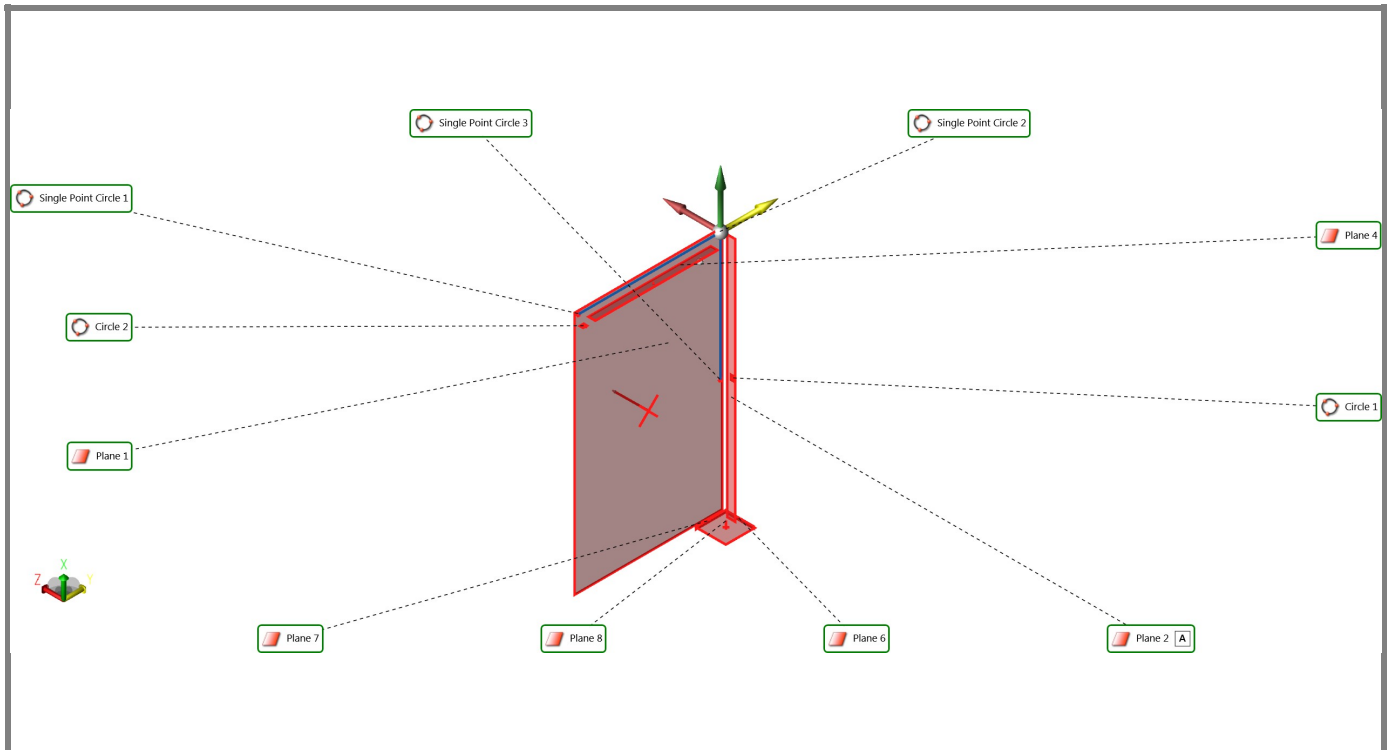 Single Point Circle 3
Single Point Circle 2
Single Point Circle 1
Plane 4
Circle 2
Circle 1
Plane 1
X
Z
Y
Plane 7
Plane 8
Plane 6
Plane 2 A